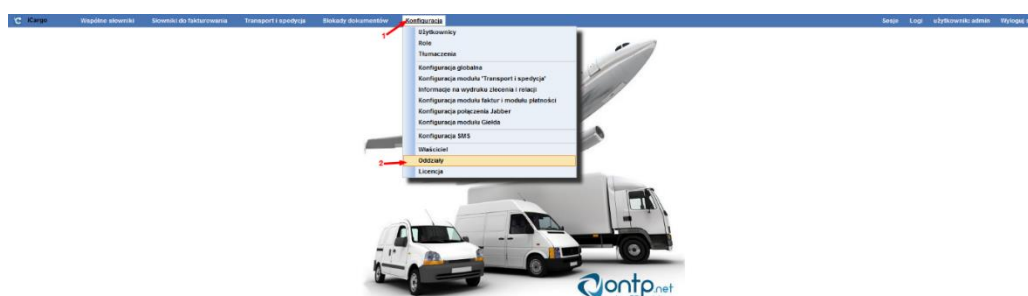 iCargo Wspólne słowniki Słowniki do fakturowania Transport i spedycja Blokady dokumentów Konfiguracja Sesje Logi użytkownik: admin Wyloguj
1
Użytkownicy
Role
Tłumaczenia
Konfiguracja globalna
Konfiguracja modułu 'Transport i spedycja'
Informacje na wydruku zlecenia i relacji
Konfiguracja modułu faktur i modułu płatności
Konfiguracja połączenia Jabber
Konfiguracja modułu Giełda
Konfiguracja SMS
Właściciel
2 Oddziały
Licencja
ontp.net